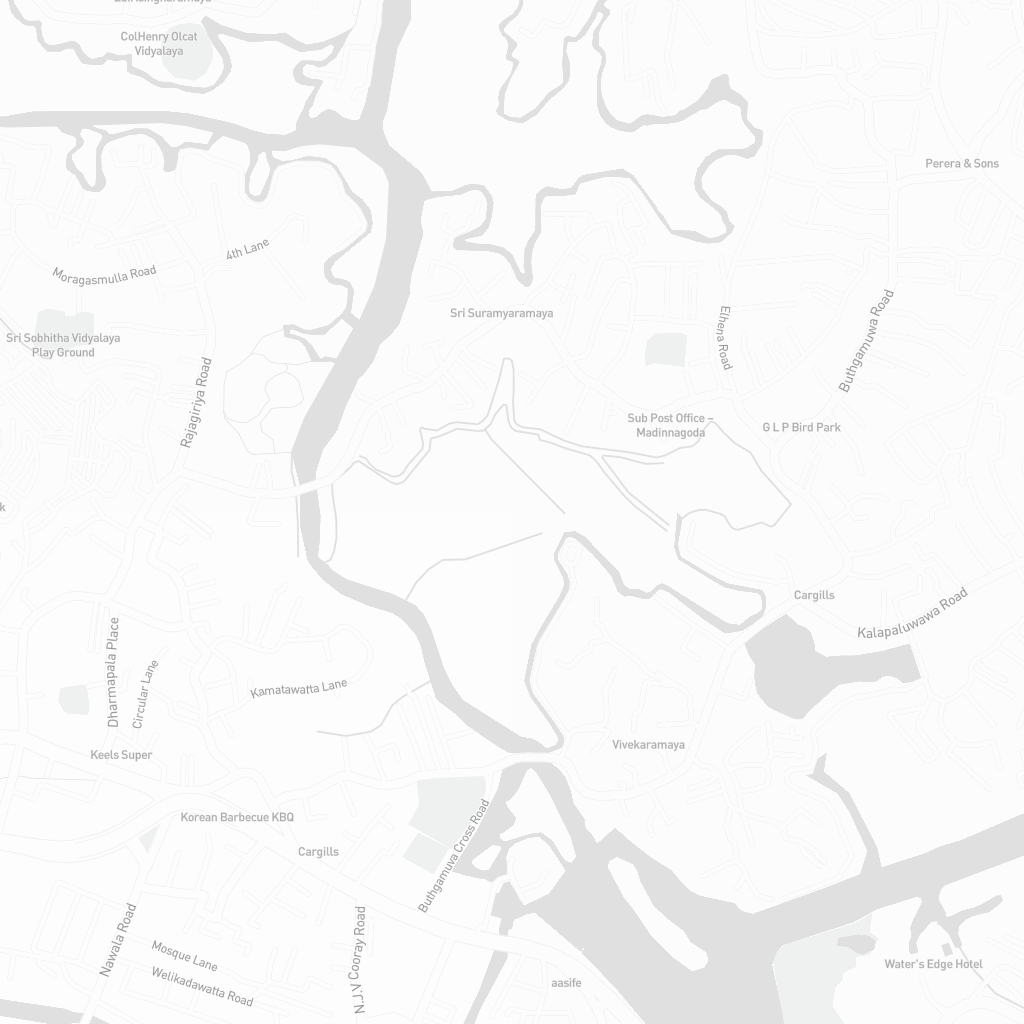 ColHenry Olcat
Vidyalaya
Perera & Sons
4th Lane
Moragasmulla Road
Sri Suramyaramaya
Elhena Road
Buthgamuwa Road
Sri Sobhitha Vidyalaya
Play Ground
Rajagiriya Road
Sub Post Office –
Madinnagoda
G L P Bird Park
k
Cargills
Kalapaluwawa Road
Dharmapala Place
Circular Lane
Kamatawatta Lane
Vivekaramaya
Keels Super
Korean Barbecue KBQ
Buthgamuva Cross Road
Cargills
Nawala Road
N.J.V Cooray Road
Mosque Lane
Welikadawatta Road
Water's Edge Hotel
aasife